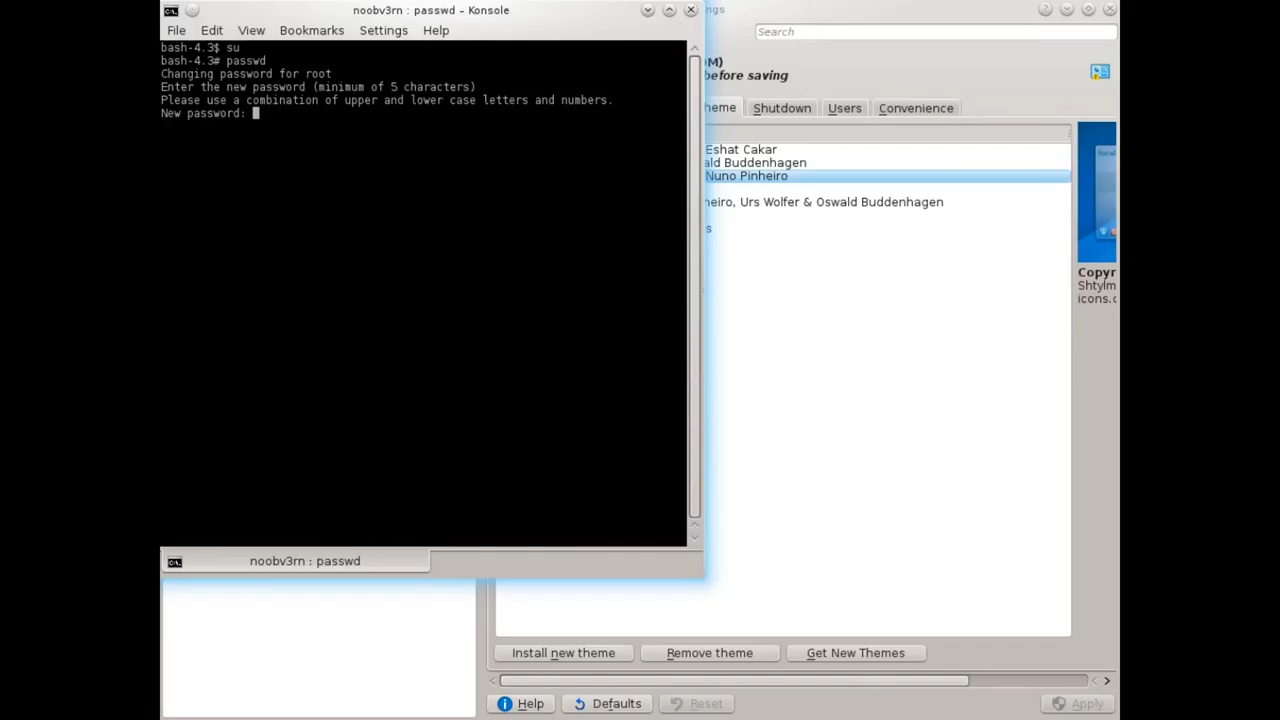 noobv3rn : passwd – Konsole
File Edit View Bookmarks Settings Help
bash-4.3$ su
bash-4.3# passwd
Changing password for root
Enter the new password (minimum of 5 characters)
Please use a combination of upper and lower case letters and numbers.
New password:
noobv3rn : passwd
ngs
Search
DM)
before saving
heme Shutdown Users Convenience
Eshat Cakar
ald Buddenhagen
Nuno Pinheiro
heiro, Urs Wolfer & Oswald Buddenhagen
s
Copyr
Shtylm
icons.c
Install new theme Remove theme Get New Themes
Help Defaults Reset Apply